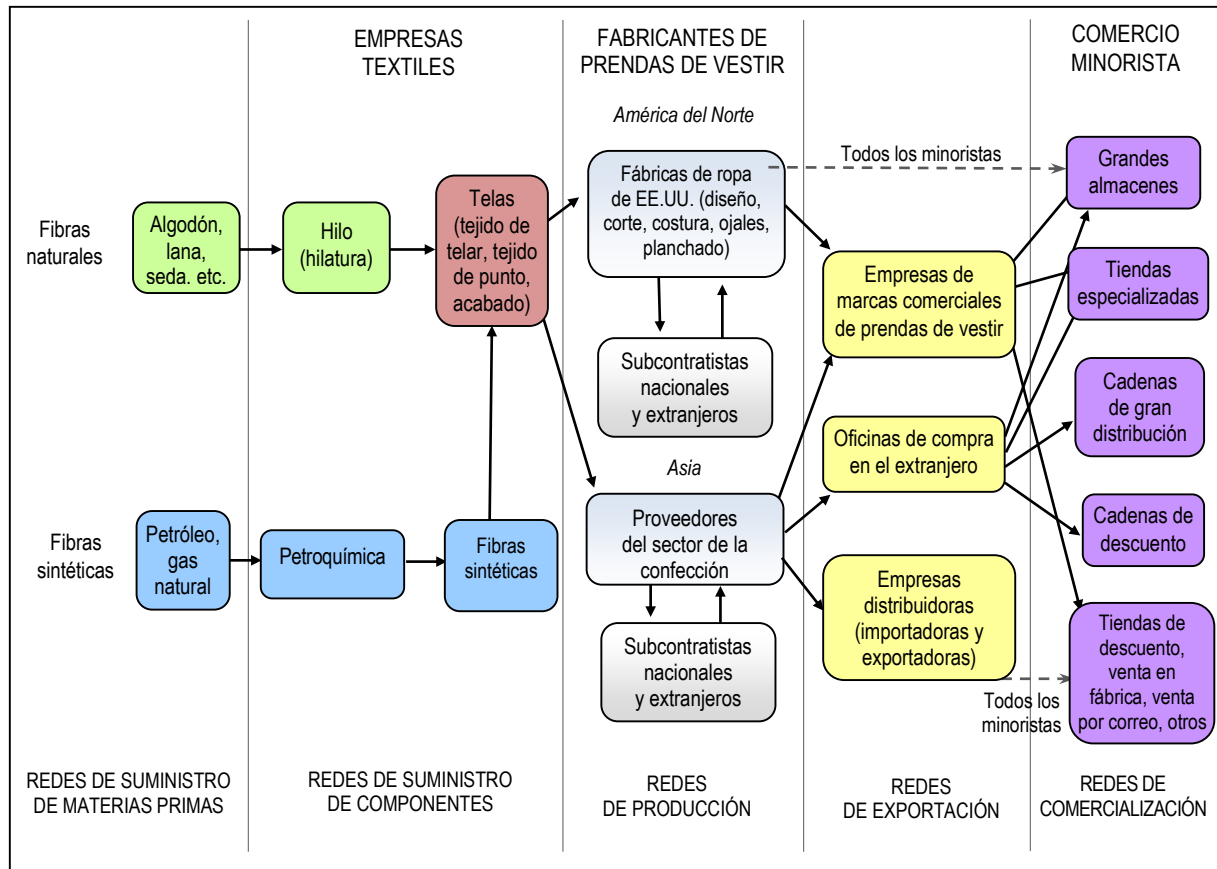 EMPRESAS
TEXTILES
FABRICANTES DE
PRENDAS DE VESTIR
COMERCIO
MINORISTA
América del Norte
Todos los minoristas
Fibras
naturales
Algodón,
lana,
seda. etc.
Hilo
(hilatura)
Telas
(tejido de
telar, tejido
de punto,
acabado)
Fábricas de ropa
de EE.UU. (diseño,
corte, costura, ojales,
planchado)
Subcontratistas
nacionales
y extranjeros
Empresas de
marcas comerciales
de prendas de vestir
Grandes
almacenes
Tiendas
especializadas
Cadenas
de gran
distribución
Oficinas de compra
en el extranjero
Asia
Fibras
sintéticas
Petróleo,
gas
natural
Petroquímica
Fibras
sintéticas
Proveedores
del sector de la
confección
Subcontratistas
nacionales
y extranjeros
Empresas
distribuidoras
(importadoras y
exportadoras)
Cadenas de
descuento
Tiendas de
descuento,
venta en
fábrica, venta
por correo, otros
Todos los
minoristas
REDES DE SUMINISTRO
DE MATERIAS PRIMAS
REDES DE SUMINISTRO
DE COMPONENTES
REDES
DE PRODUCCIÓN
REDES
DE EXPORTACIÓN
REDES DE
COMERCIALIZACIÓN